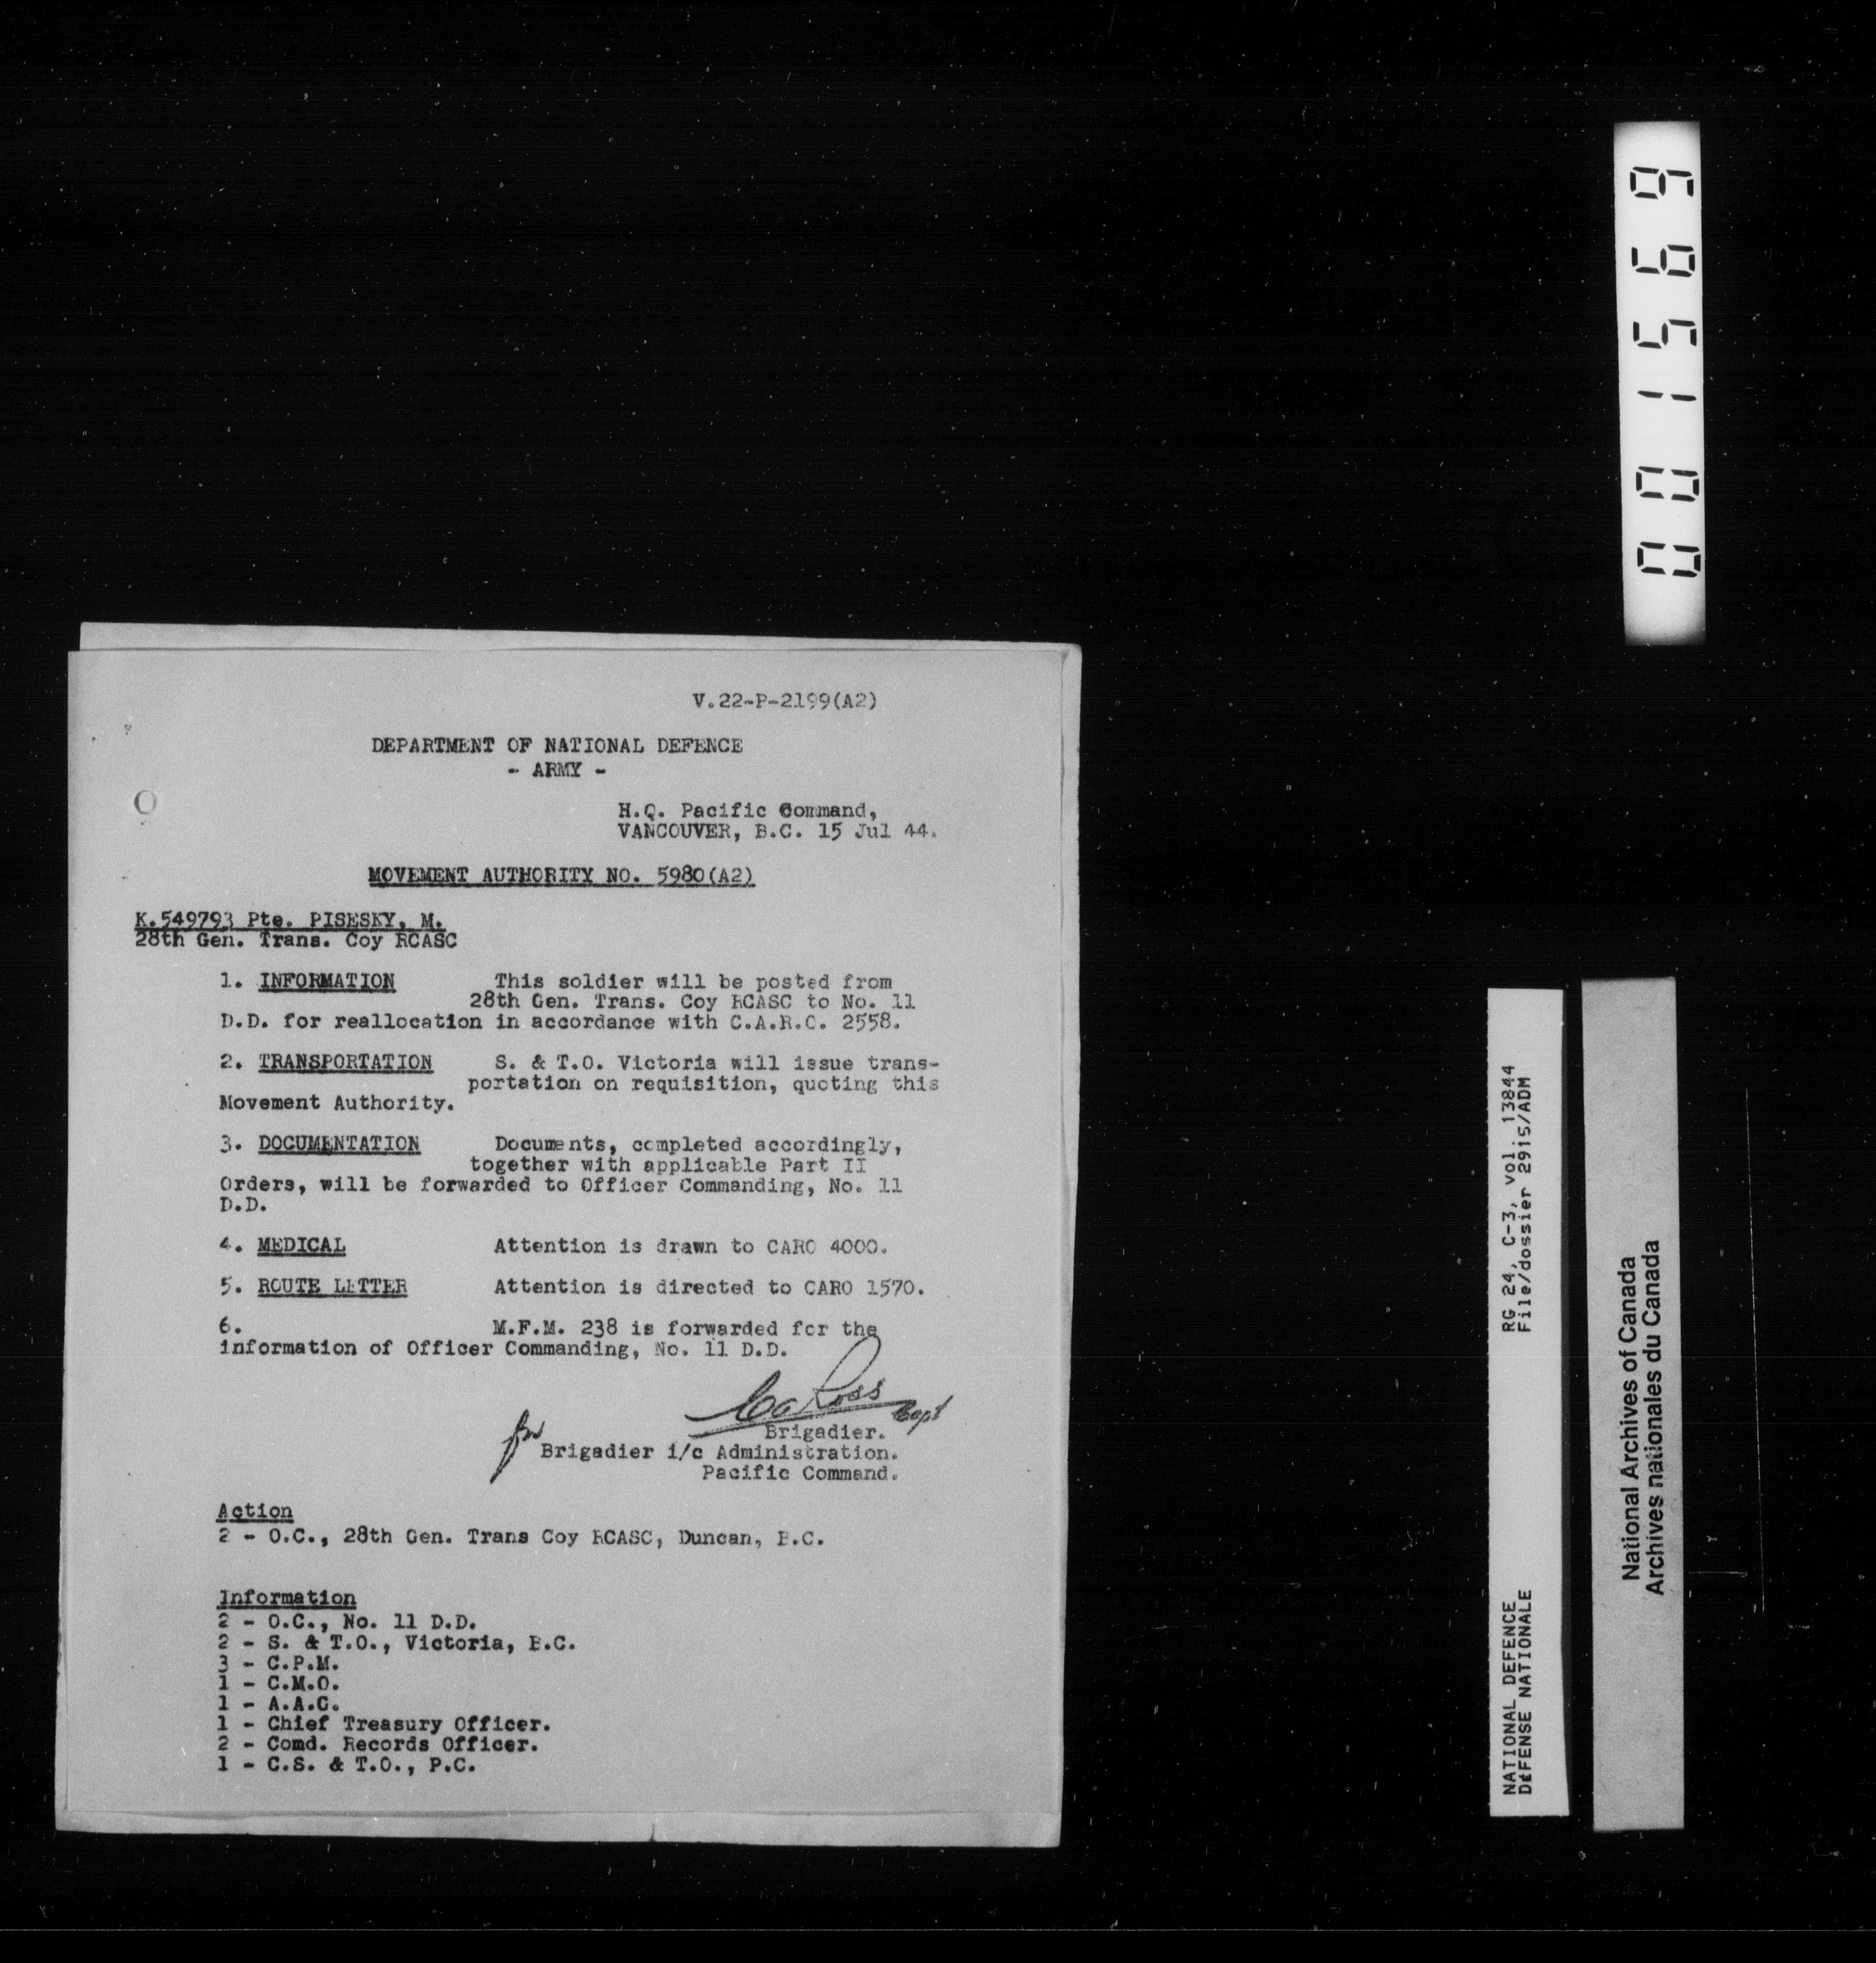 V.22-P-2199(A2)
DEPARTMENT OF NATIONAL DEFENCE
- ARMY -
H.Q. Pacific Command,
VANCOUVER, B.C. 15 Jul 44.
MOVEMENT AUTHORITY NO. 5980(A2)
K.549793 Pte. PISESKY, M.
28th Gen. Trans. Coy RCASC
1. INFORMATION This soldier will be posted from
28th Gen. Trans. Coy RCASC to No. 11
D.D. for reallocation in accordance with C.A.R.O. 2558.
2. TRANSPORTATION S. & T.O. Victoria will issue trans-
portation on requisition, quoting this
Movement Authority.
3. DOCUMENTATION Documents, completed accordingly,
together with applicable Part II
Orders, will be forwarded to Officer Commanding, No. 11
D.D.
4. MEDICAL Attention is drawn to CARO 4000.
5. ROUTE LETTER Attention is directed to CARO 1570.
6. M.F.M. 238 is forwarded for the
information of Officer Commanding, No. 11 D.D.
Ross Capt
Brigadier.
for Brigadier i/c Administration.
Pacific Command.
Action
2 - O.C., 28th Gen. Trans Coy RCASC, Duncan, B.C.
Information
2 - O.C., No. 11 D.D.
2 - S. & T.O., Victoria, B.C.
3 - C.P.M.
1 - C.M.O.
1 - A.A.G.
1 - Chief Treasury Officer.
2 - Comd. Records Officer.
1 - C.S. & T.O., P.C.
001569
NATIONAL DEFENCE RG 24, C-3, vol. 13844
DÉFENSE NATIONALE File/dossier 2915/ADM
National Archives of Canada
Archives nationales du Canada